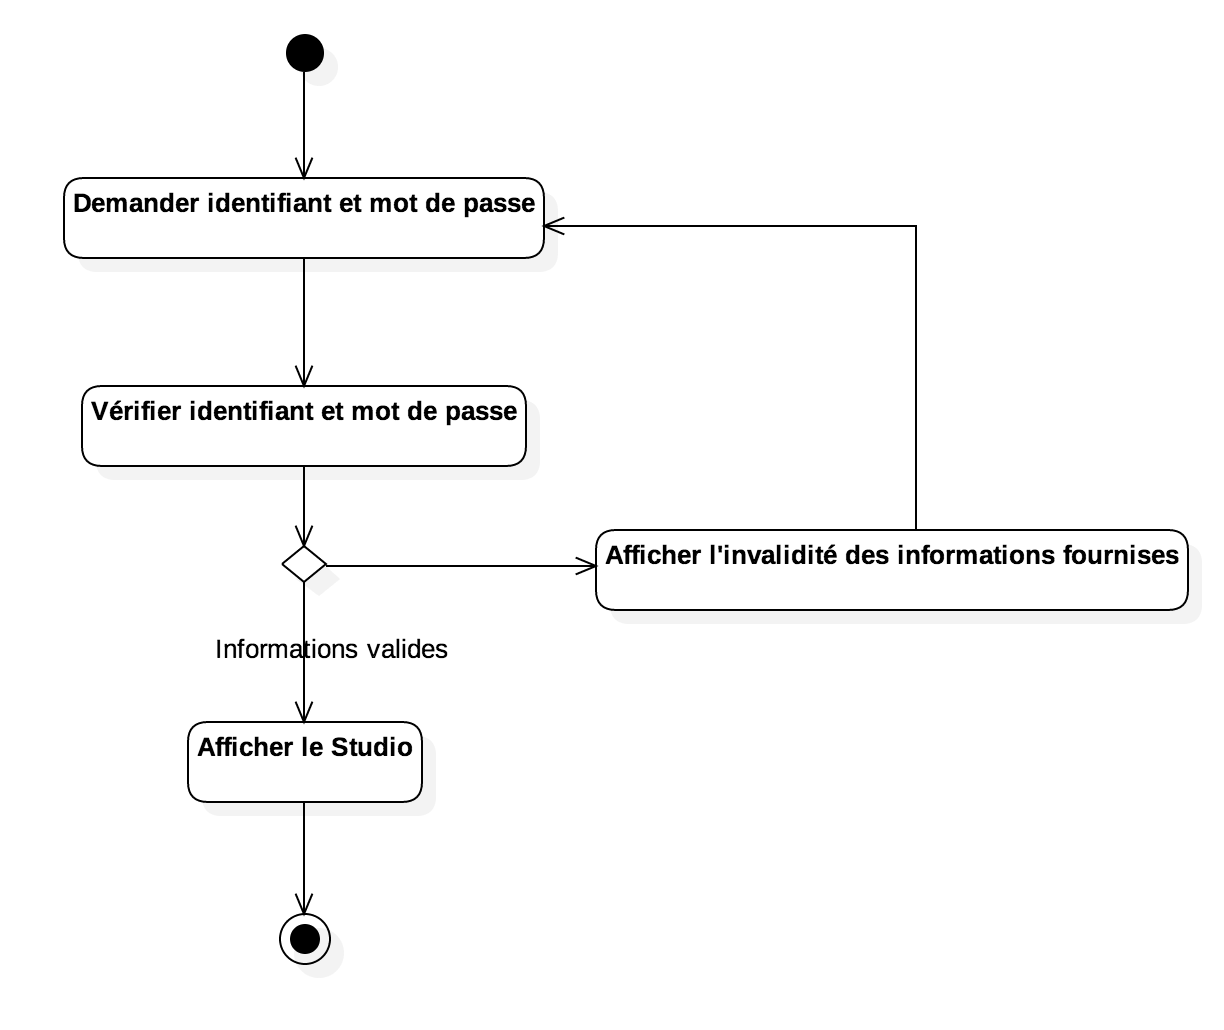 Demander identifiant et mot de passe
Vérifier identifiant et mot de passe
Afficher l'invalidité des informations fournises
Informations valides
Afficher le Studio